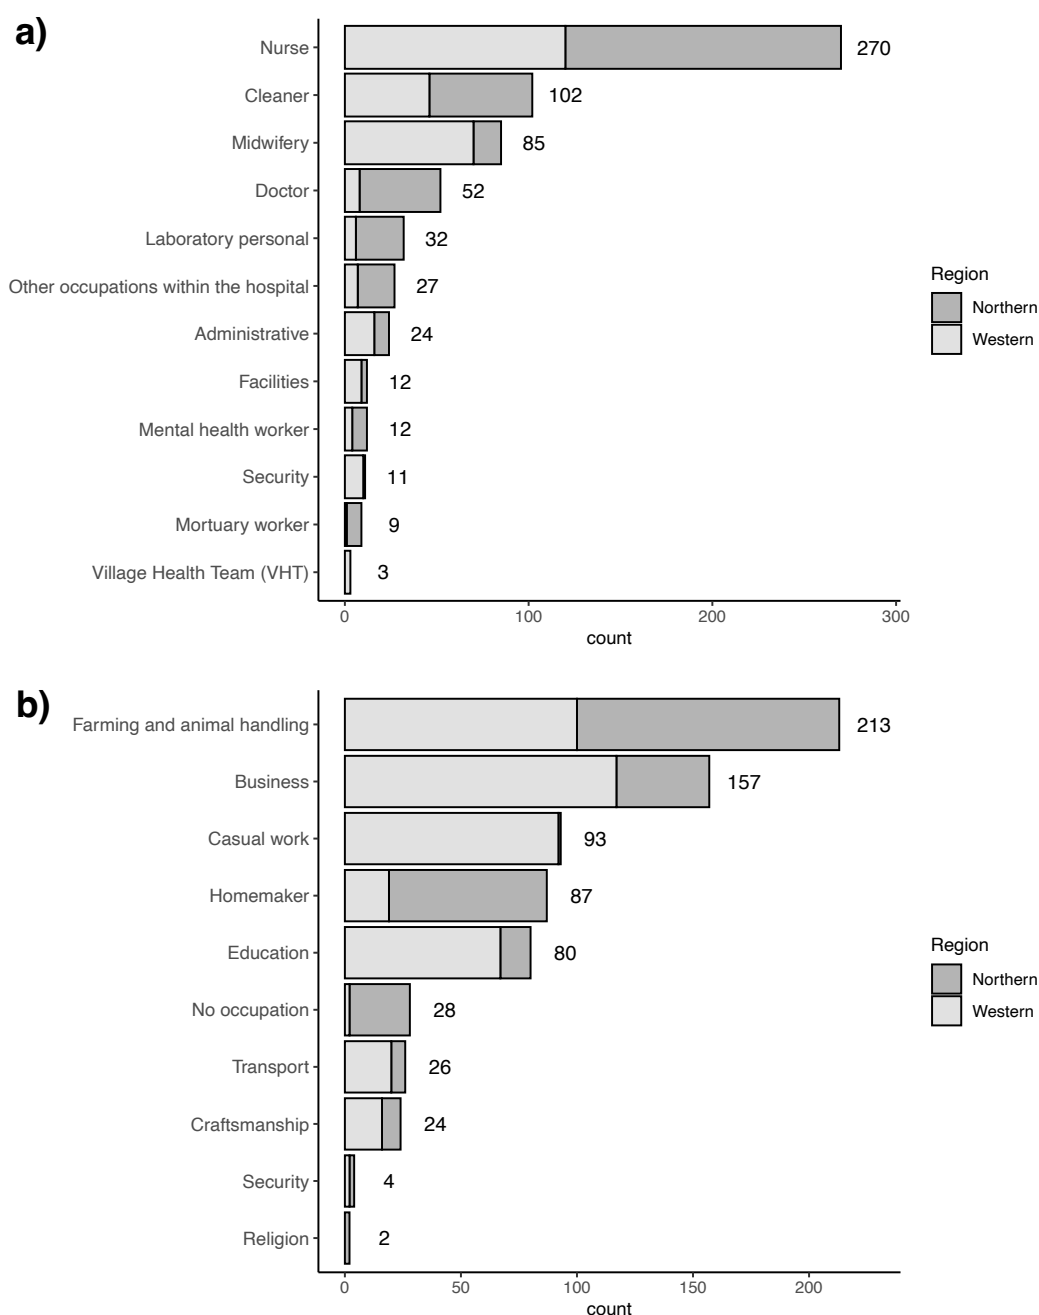 a)
Nurse 270
Cleaner 102
Midwifery 85
Doctor 52
Laboratory personal 32
Other occupations within the hospital 27
Administrative 24
Facilities 12
Mental health worker 12
Security 11
Mortuary worker 9
Village Health Team (VHT) 3
0 100 200 300
count
Region
Northern
Western
b)
Farming and animal handling 213
Business 157
Casual work 93
Homemaker 87
Education 80
No occupation 28
Transport 26
Craftsmanship 24
Security 4
Religion 2
0 50 100 150 200
count
Region
Northern
Western